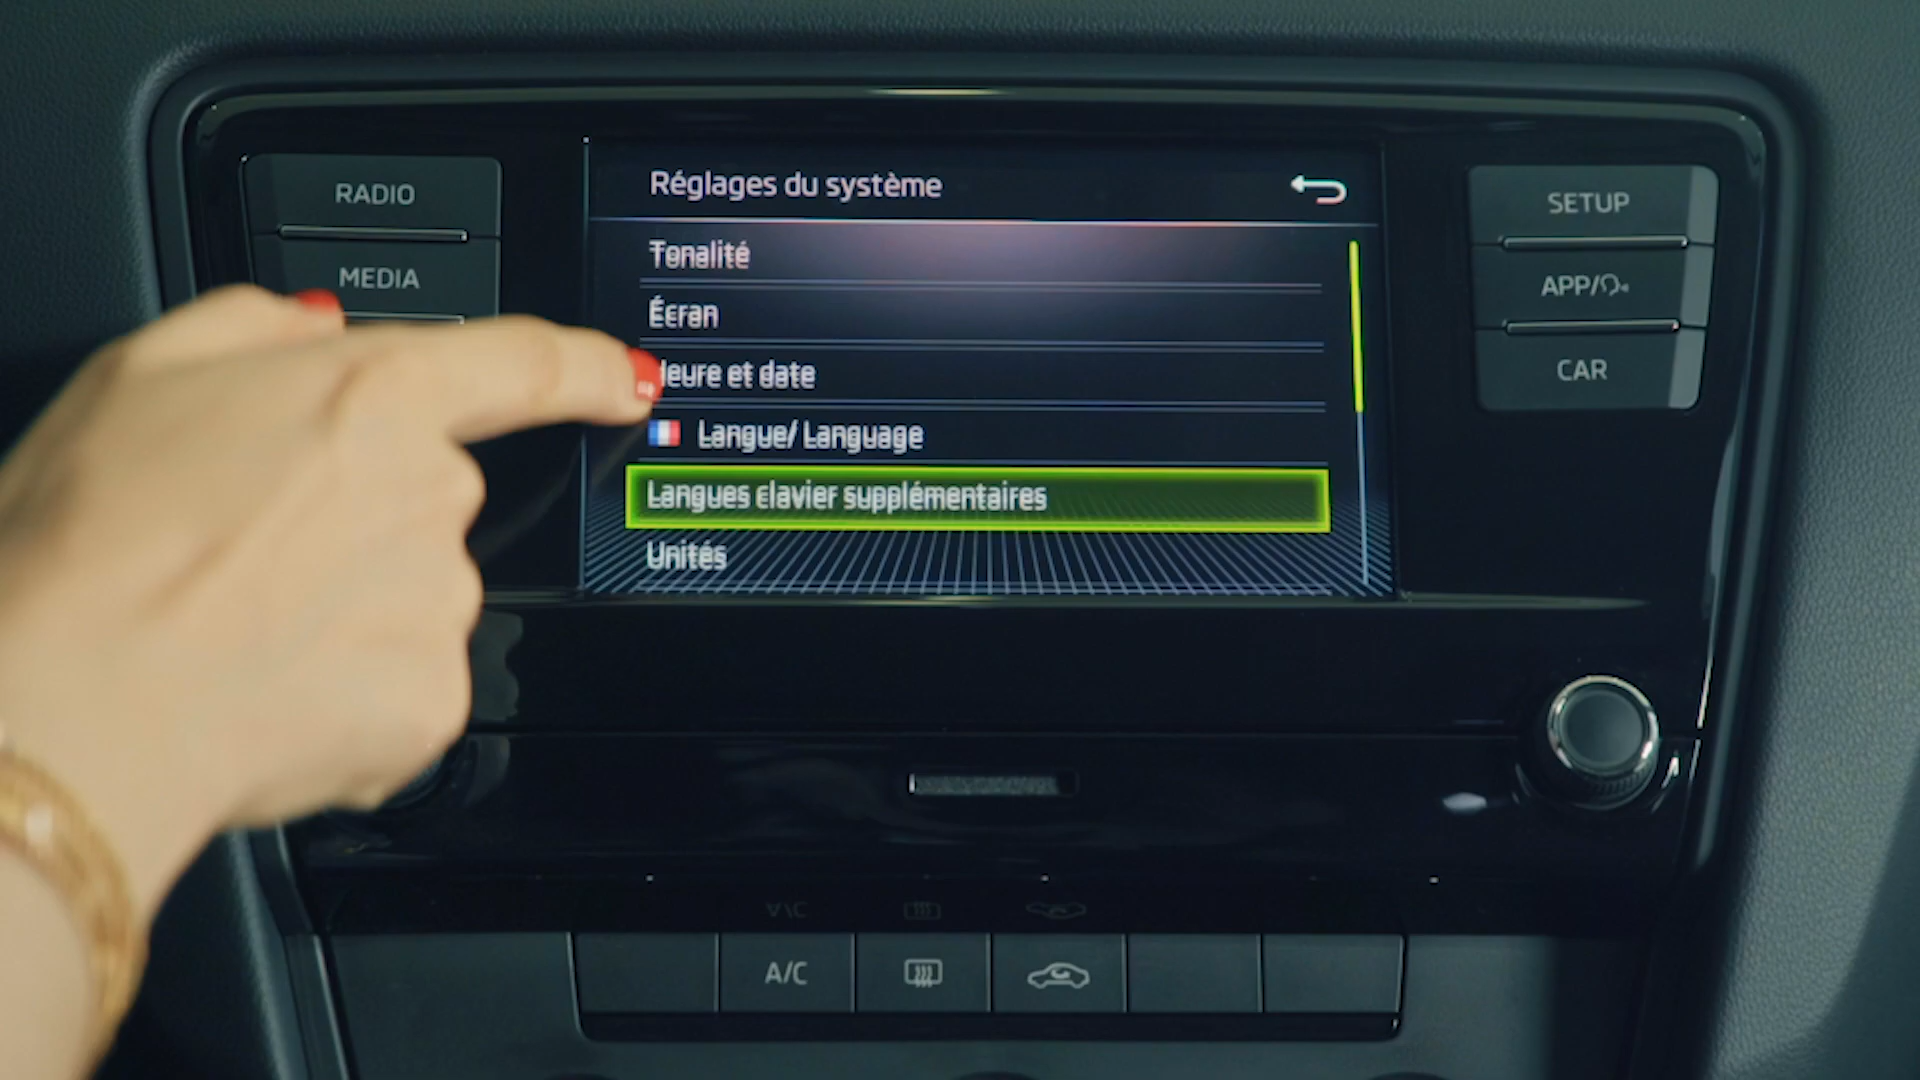 RADIO
MEDIA
Réglages du système
Tonalité
Écran
Heure et date
Langue/ Language
Langues clavier supplémentaires
Unités
SETUP
APP/
CAR
A/C